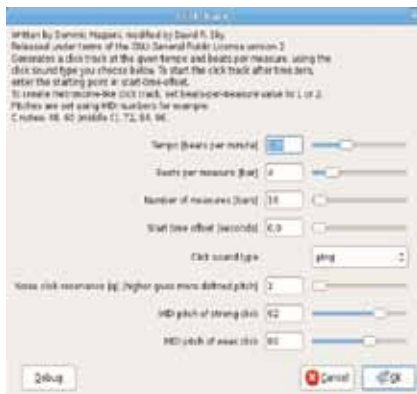 Click Track
Written by Dominic Mazzoni, modified by David R. Sky
Released under terms of the GNU General Public License version 2
Generates a click track at the given tempo and beats per measure, using the
click sound type you choose below. To start the click track after time zero,
enter the starting point in start time offset.
To create metronome-like click track, set beats-per-measure value to 1 or 2.
Pitches are set using MIDI numbers for example
C notes: 48, 60 (middle C), 72, 84, 96.
Tempo [beats per minute]
Beats per measure [bar] 4
Number of measures [bars] 16
Start time offset [seconds] 0.0
Click sound type ping
Noise click resonance [q] (higher gives more defined pitch)
MIDI pitch of strong click 92
MIDI pitch of weak click 80
Debug Cancel OK